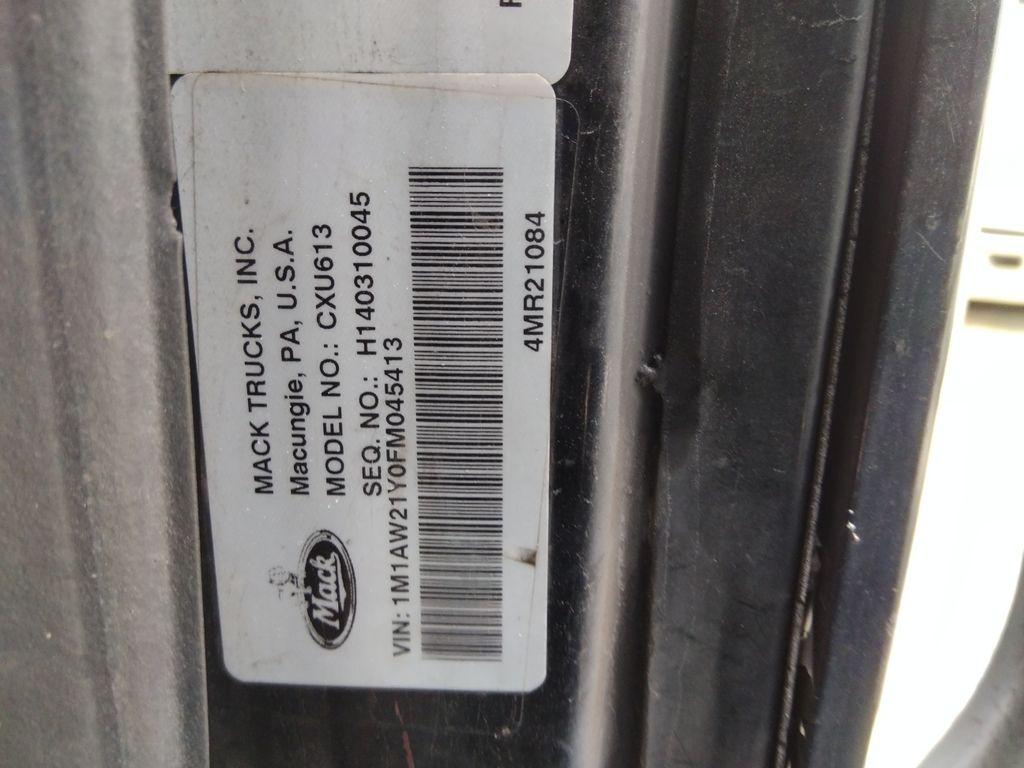 MACK TRUCKS, INC.
Macungie, PA, U.S.A.
MODEL NO.: CXU613
SEQ. NO.: H140310045
Mack
VIN: 1M1AW21Y0FM045413
4MR21084